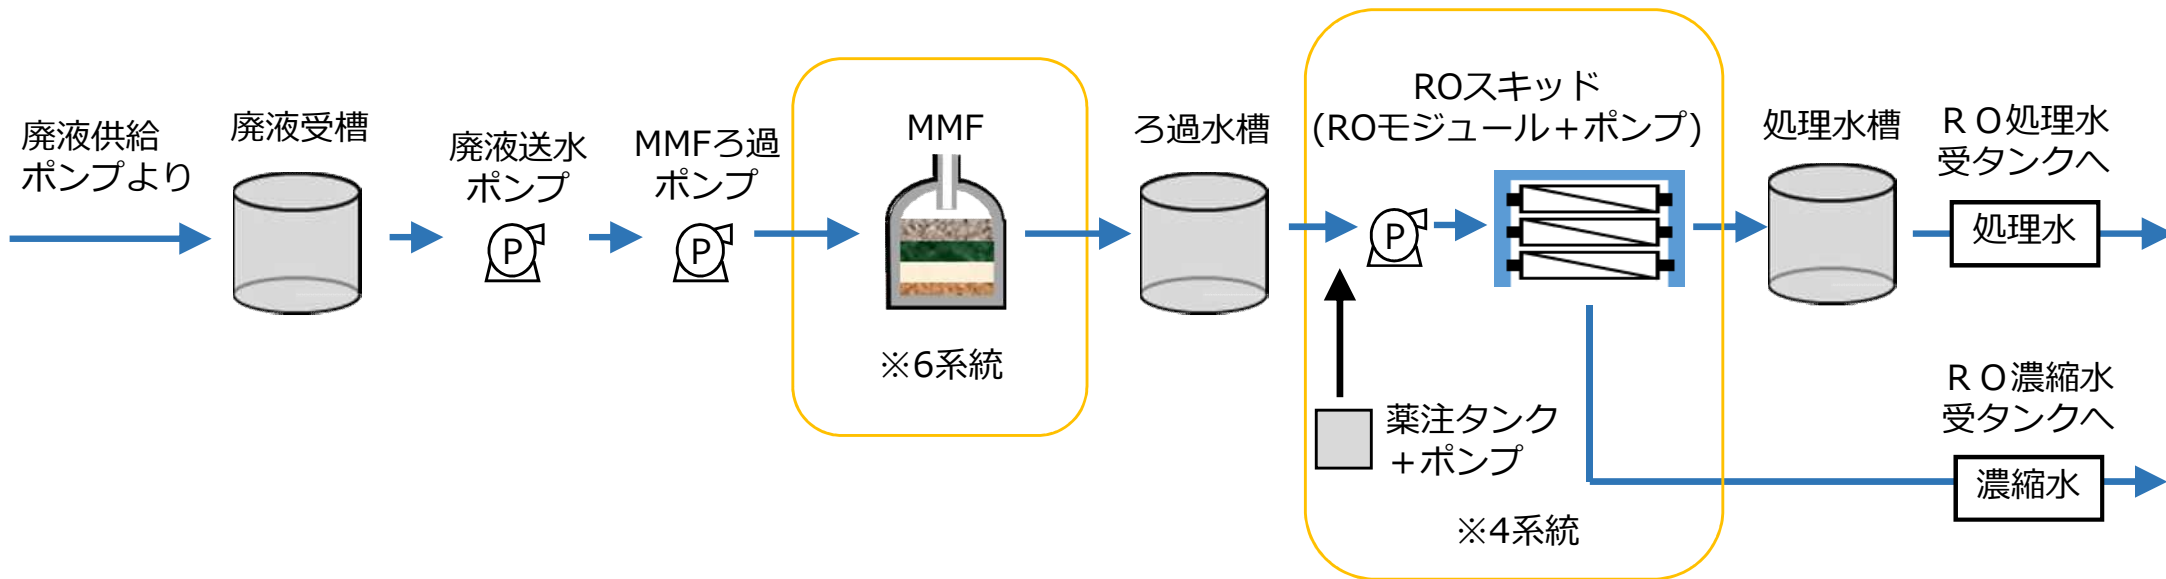 廃液供給
ポンプより
廃液受槽
廃液送水
ポンプ
P
MMFろ過
ポンプ
P
MMF
※6系統
ろ過水槽
ROスキッド
(ROモジュール＋ポンプ)
P
薬注タンク
＋ポンプ
※4系統
処理水槽
ＲＯ処理水
受タンクへ
処理水
ＲＯ濃縮水
受タンクへ
濃縮水